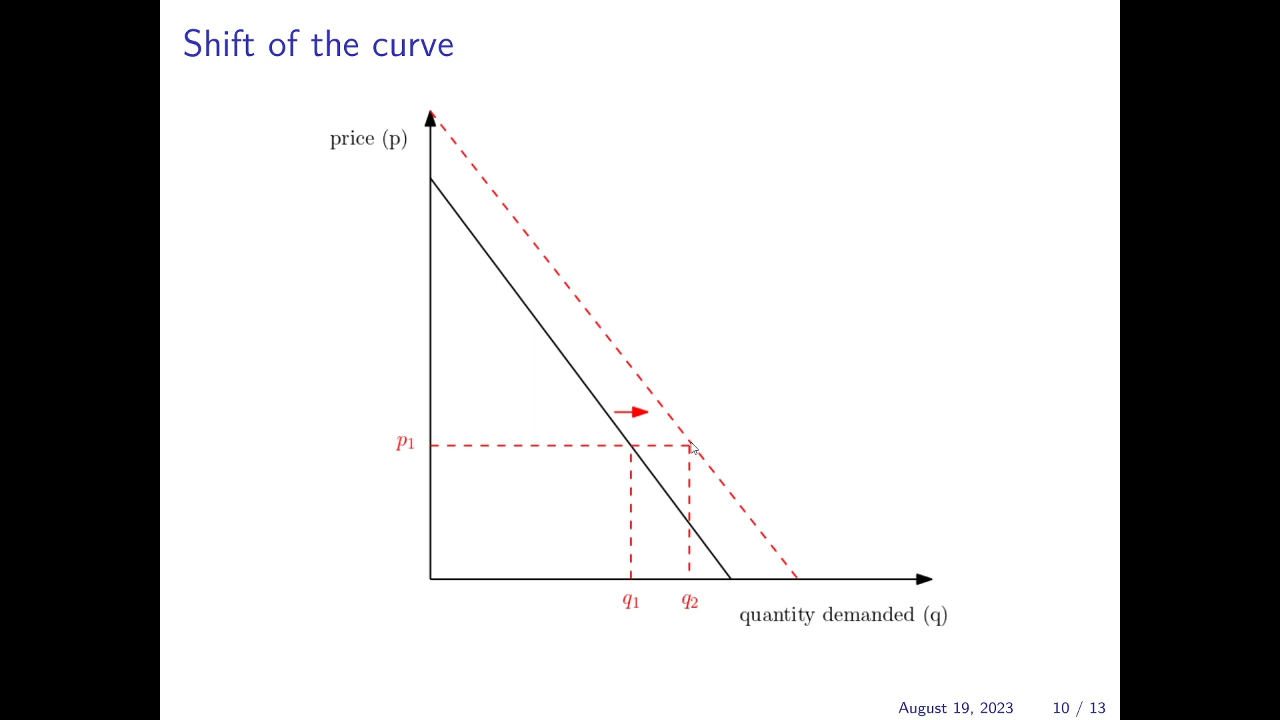 Shift of the curve
price (p)
p₁
q₁
q₂
quantity demanded (q)
August 19, 2023
10 / 13